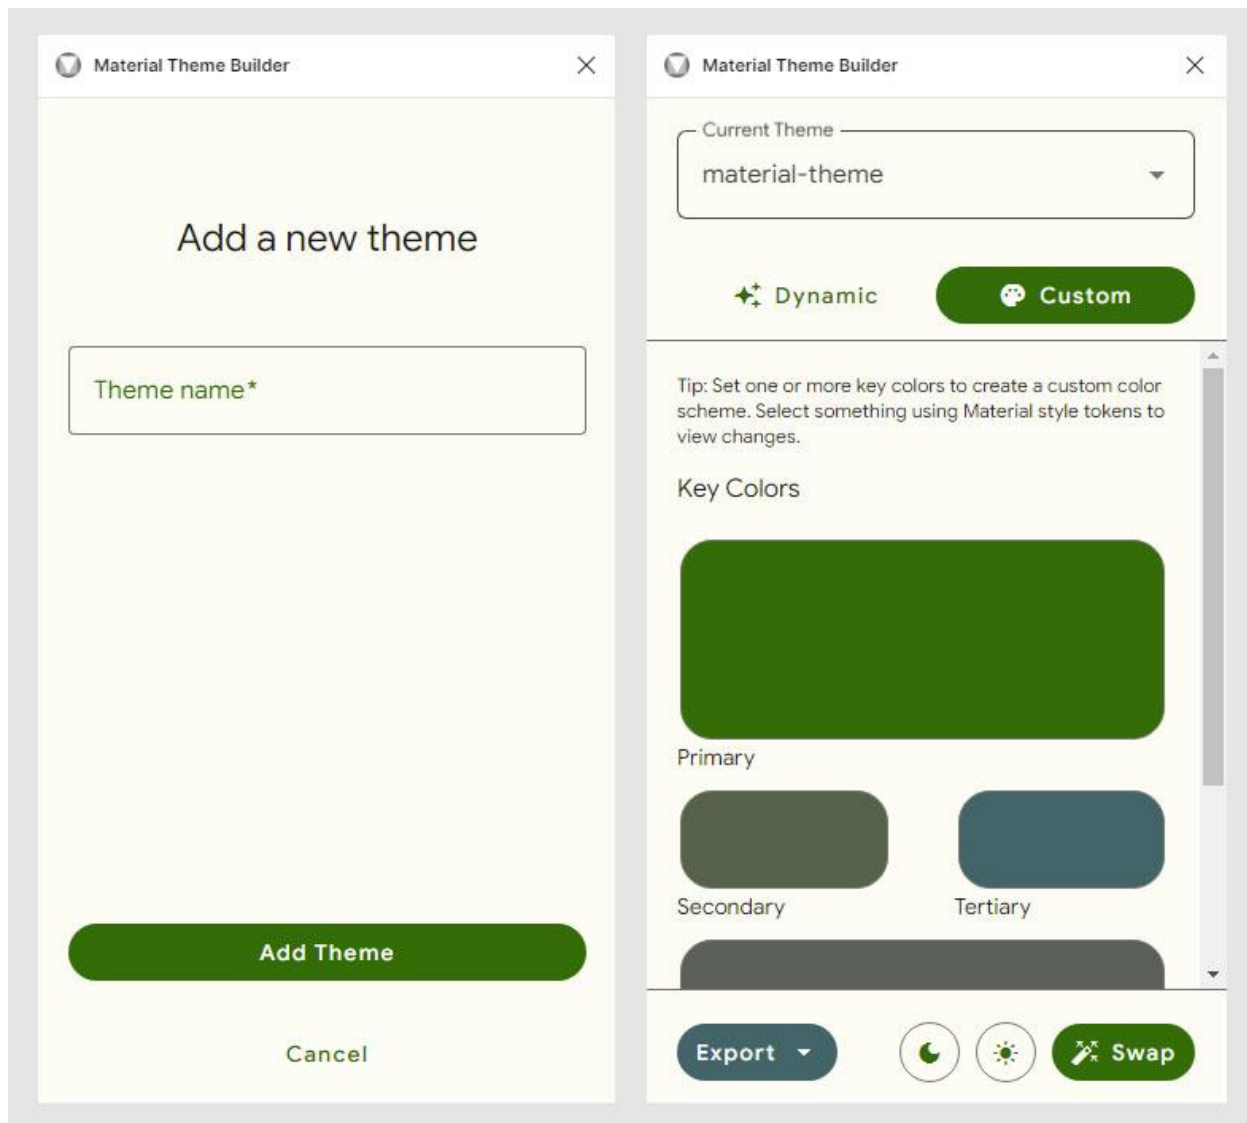 Material Theme Builder
Add a new theme
Theme name*
Add Theme
Cancel
Material Theme Builder
Current Theme
material-theme
Dynamic
Custom
Tip: Set one or more key colors to create a custom color
scheme. Select something using Material style tokens to
view changes.
Key Colors
Primary
Secondary
Tertiary
Export
Swap